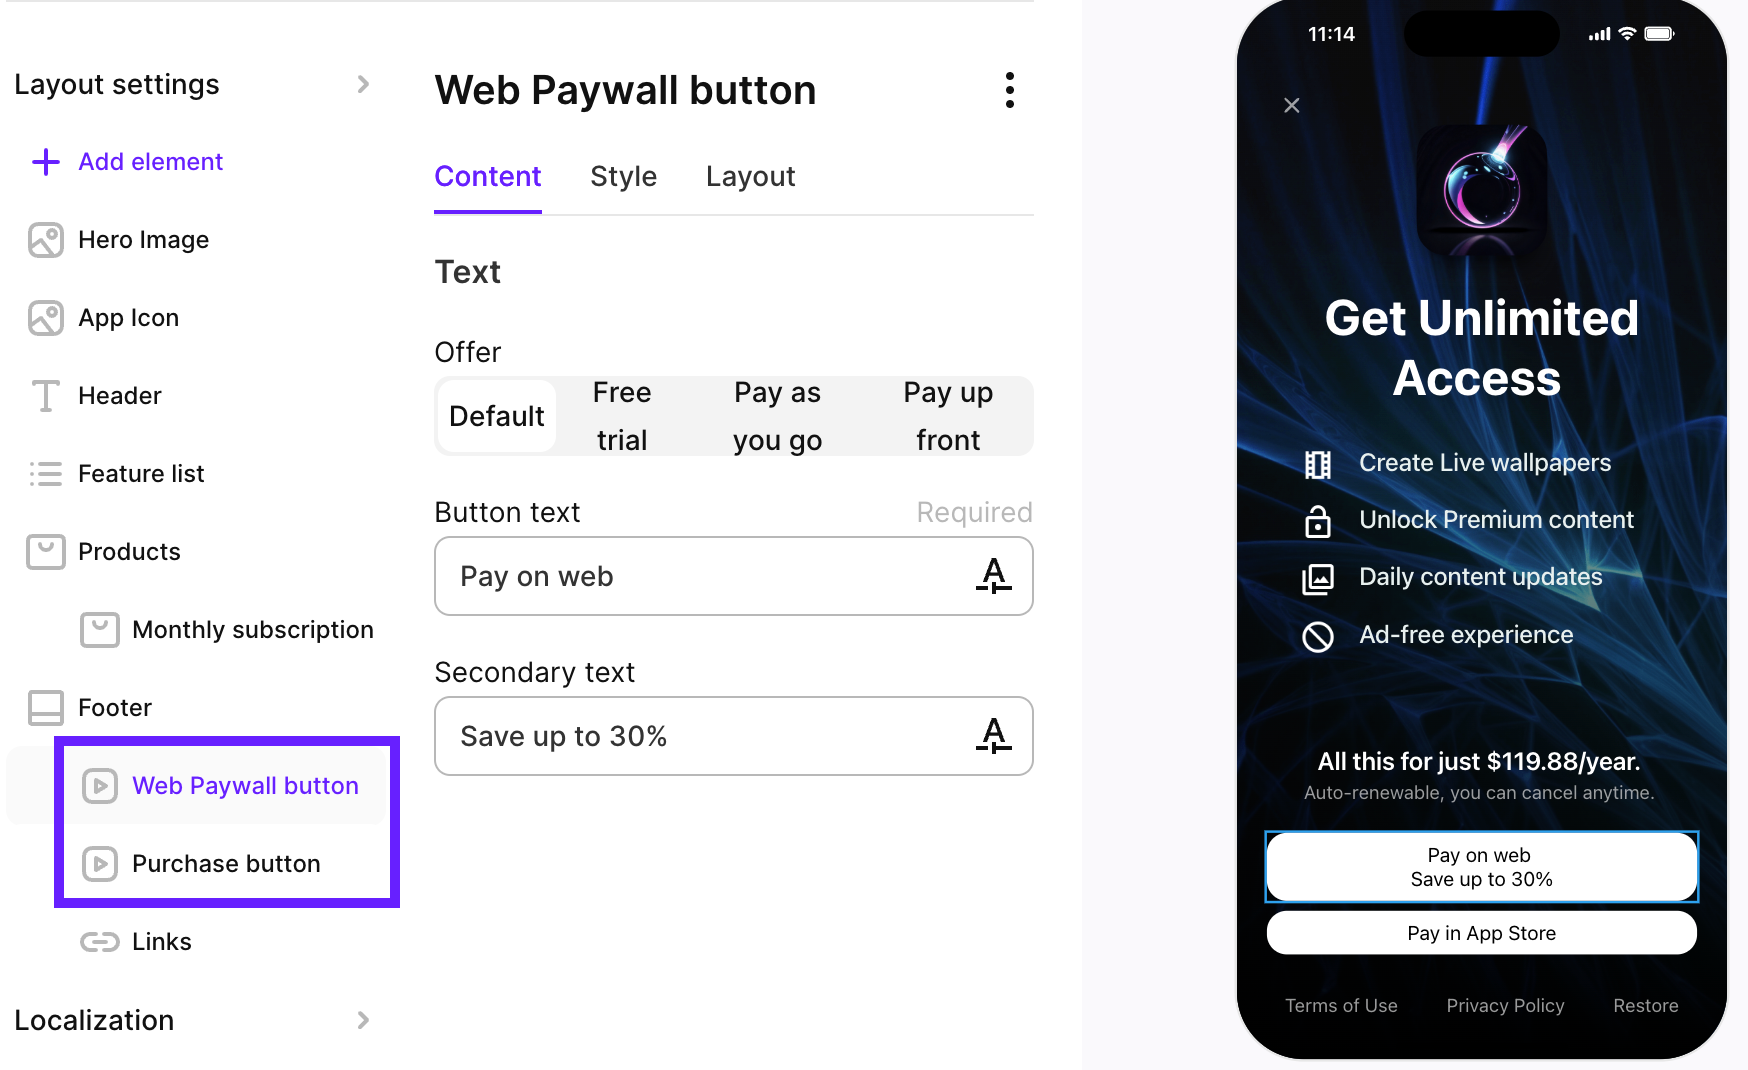 Layout settings
Add element
Hero Image
App Icon
Header
Feature list
Products
Monthly subscription
Footer
Web Paywall button
Purchase button
Links
Localization
Web Paywall button
Content Style Layout
Text
Offer
Default
Free trial
Pay as you go
Pay up front
Button text Required
Pay on web
Secondary text
Save up to 30%
11:14
Get Unlimited
Access
Create Live wallpapers
Unlock Premium content
Daily content updates
Ad-free experience
All this for just $119.88/year.
Auto-renewable, you can cancel anytime.
Pay on web
Save up to 30%
Pay in App Store
Terms of Use Privacy Policy Restore